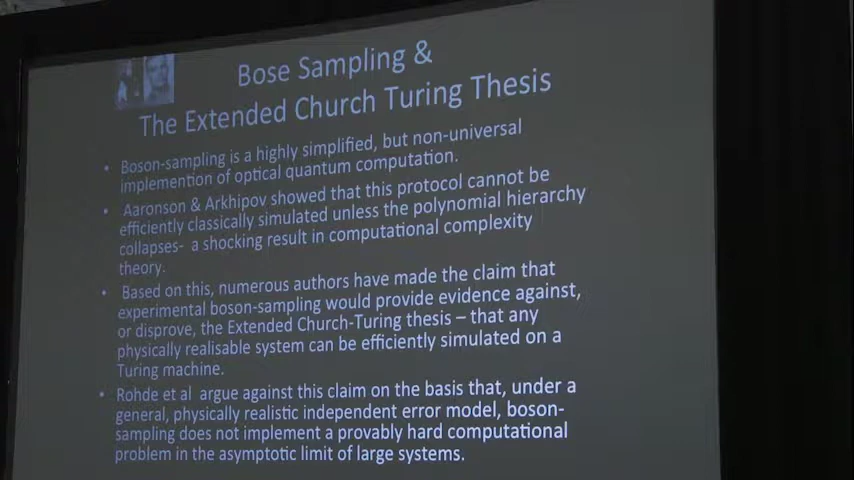 Bose Sampling &
The Extended Church Turing Thesis
• Boson-sampling is a highly simplified, but non-universal
implemention of optical quantum computation.
• Aaronson & Arkhipov showed that this protocol cannot be
efficiently classically simulated unless the polynomial hierarchy
collapses- a shocking result in computational complexity
theory.
• Based on this, numerous authors have made the claim that
experimental boson-sampling would provide evidence against,
or disprove, the Extended Church-Turing thesis – that any
physically realisable system can be efficiently simulated on a
Turing machine.
• Rohde et al argue against this claim on the basis that, under a
general, physically realistic independent error model, boson-
sampling does not implement a provably hard computational
problem in the asymptotic limit of large systems.